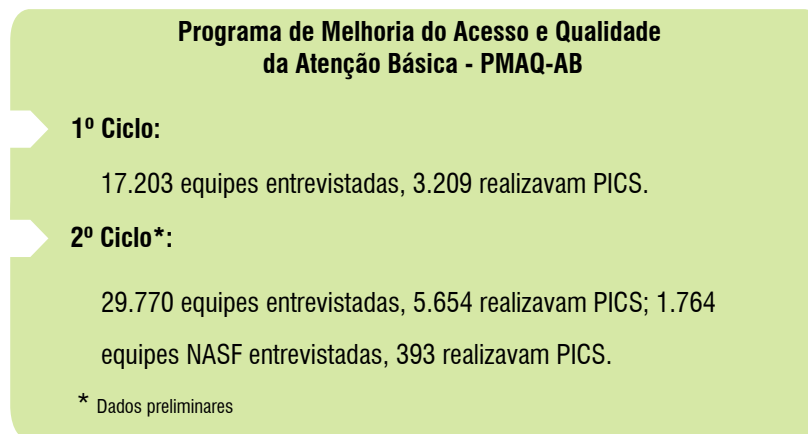 Programa de Melhoria do Acesso e Qualidade
da Atenção Básica - PMAQ-AB
1º Ciclo:
17.203 equipes entrevistadas, 3.209 realizavam PICS.
2º Ciclo*:
29.770 equipes entrevistadas, 5.654 realizavam PICS; 1.764
equipes NASF entrevistadas, 393 realizavam PICS.
* Dados preliminares